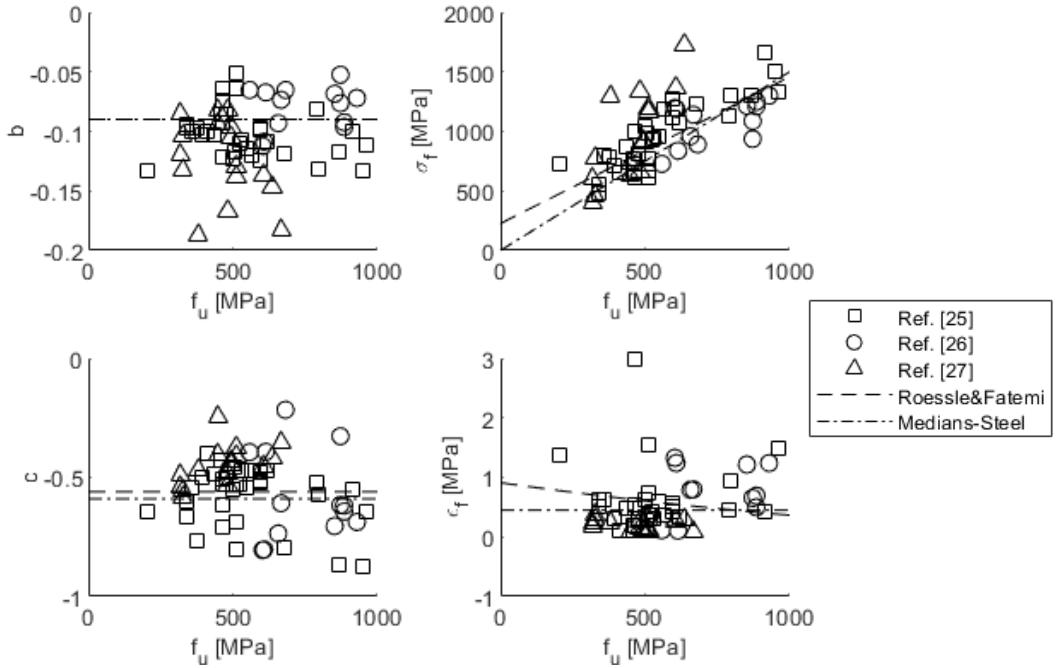 0
-0.05
-0.1
-0.15
-0.2
b
0
500
1000
f_u [MPa]
2000
1500
1000
500
0
σ_f [MPa]
0
500
1000
f_u [MPa]
0
-0.5
-1
c
0
500
1000
f_u [MPa]
3
2
1
0
-1
ϵ_f [MPa]
0
500
1000
f_u [MPa]
Ref. [25]
Ref. [26]
Ref. [27]
Roessle&Fatemi
Medians-Steel